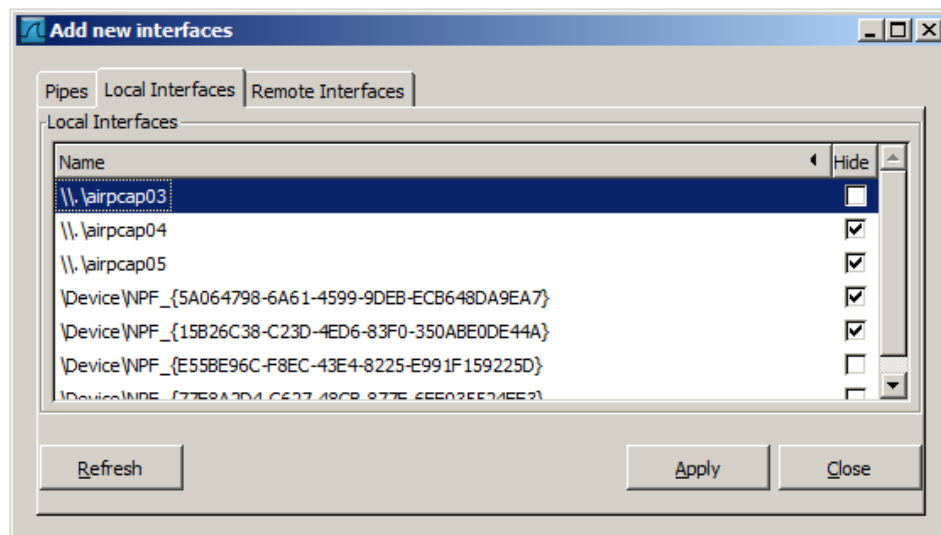 Add new interfaces
Pipes Local Interfaces Remote Interfaces
Local Interfaces
Name Hide
\\.\airpcap03
\\.\airpcap04
\\.\airpcap05
\Device\NPF_{5A064798-6A61-4599-9DEB-ECB648DA9EA7}
\Device\NPF_{15B26C38-C23D-4ED6-83F0-350ABE0DE44A}
\Device\NPF_{E55BE96C-F8EC-43E4-8225-E991F159225D}
Refresh Apply Close